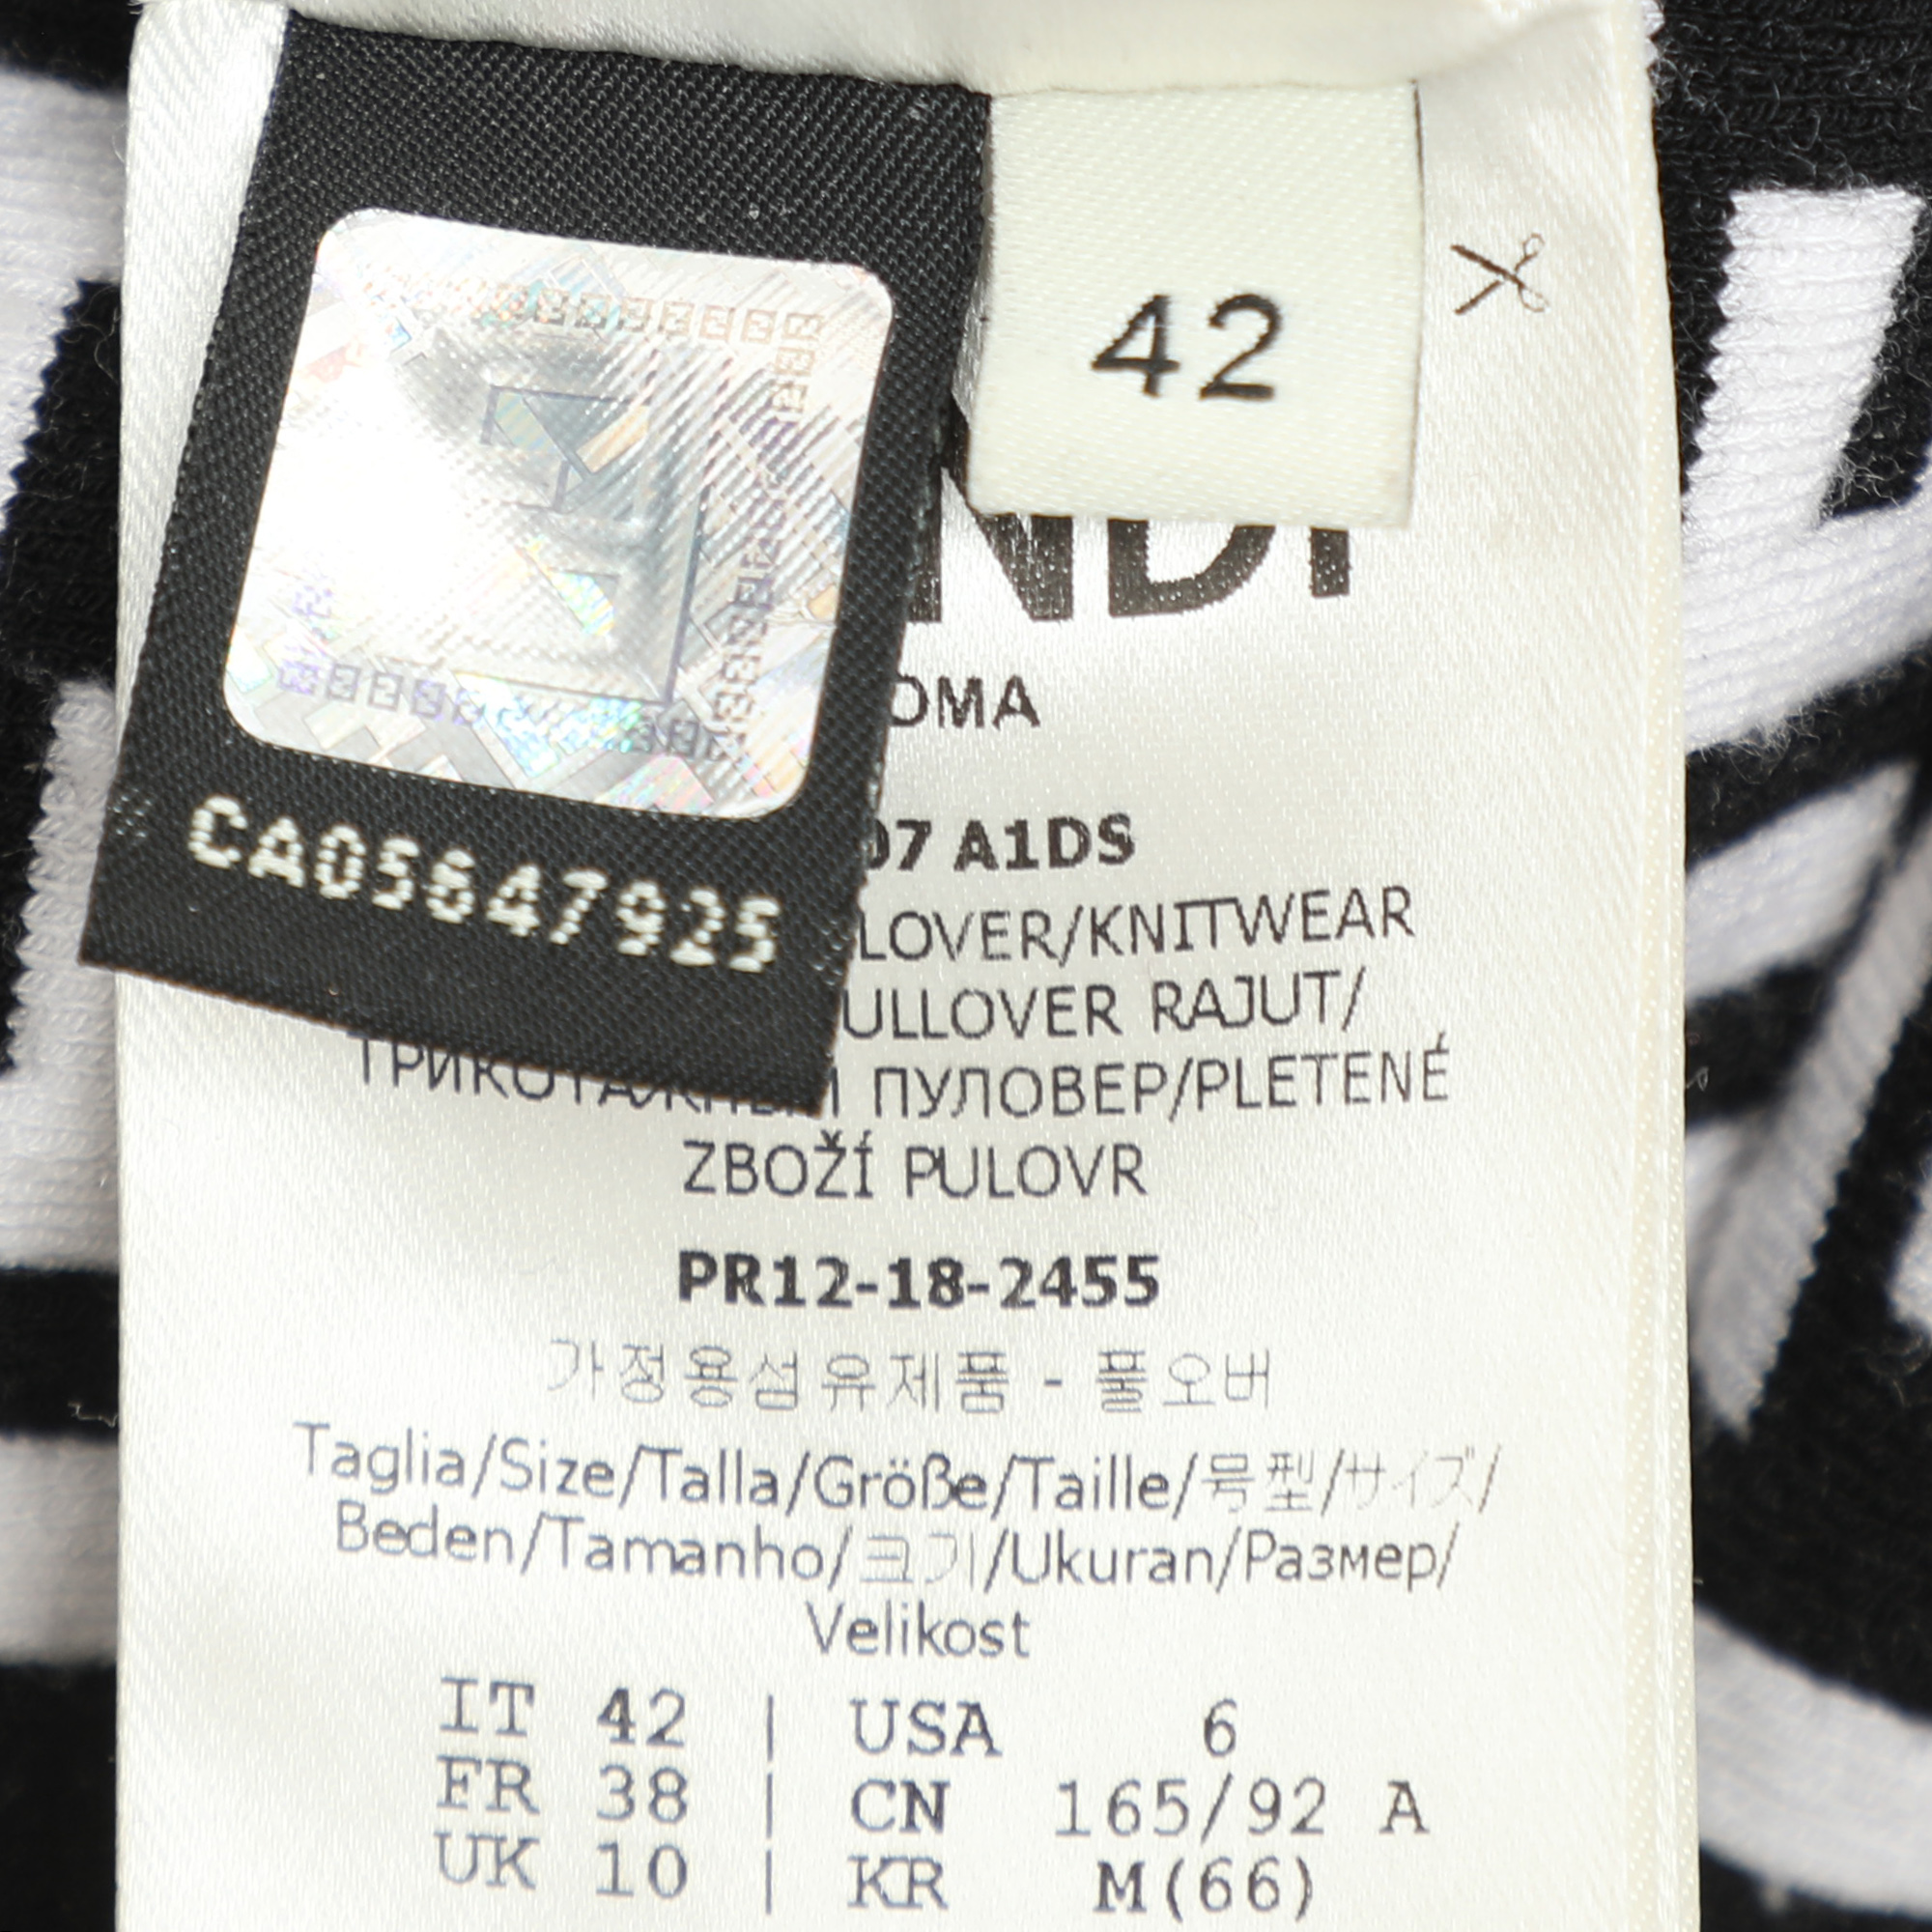 42
NDI
OMA
CA05647925
07 A1DS
LOVER/KNITWEAR
ULLOVER RAJUT/
ТРИКОТАЖНЫЙ ПУЛОВЕР/PLETENÉ
ZBOŽÍ PULOVR
PR12-18-2455
가정용섬유제품 - 풀오버
Taglia/Size/Talla/Größe/Taille/号型/サイズ/
Beden/Tamanho/크기/Ukuran/Размер/
Velikost
IT 42 | USA 6
FR 38 | CN 165/92 A
UK 10 | KR M(66)